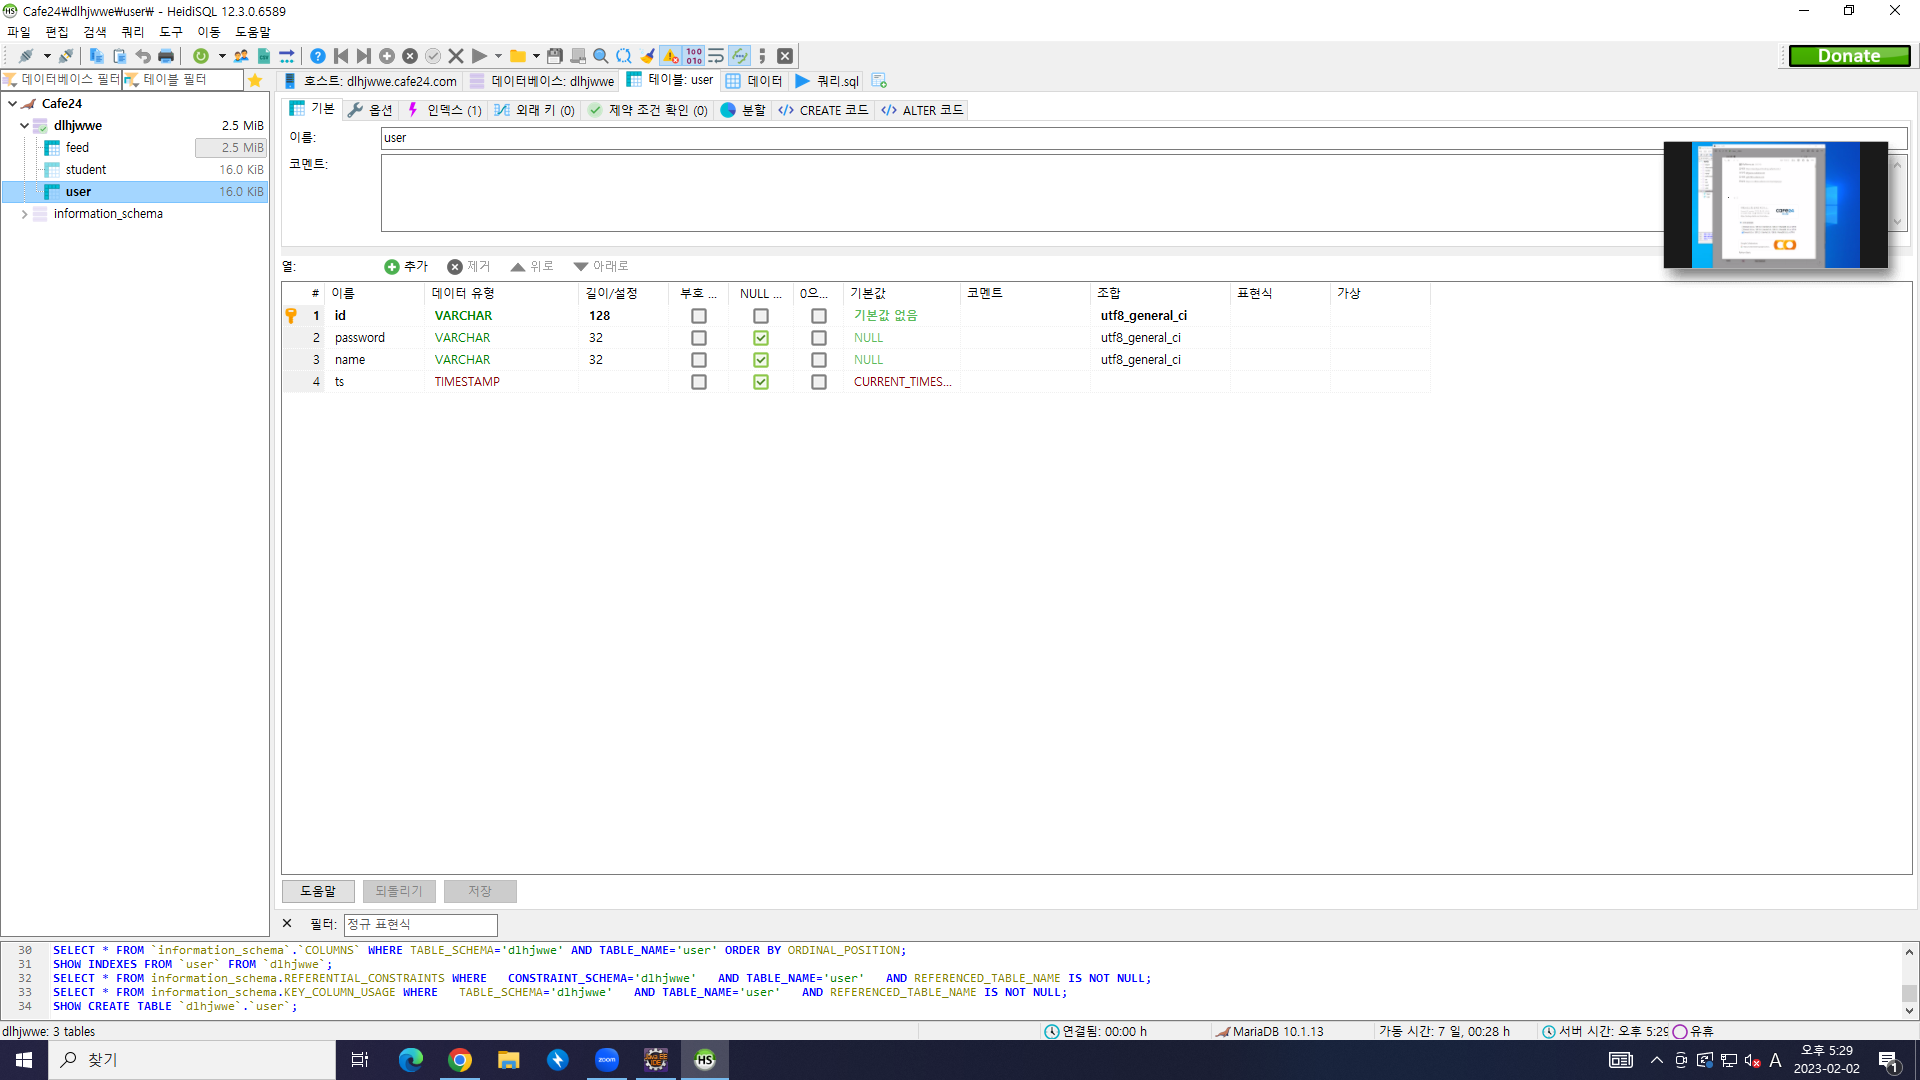 Cafe24₩dlhjwwe₩user₩ - HeidiSQL 12.3.0.6589
파일 편집 검색 쿼리 도구 이동 도움말
Donate
데이터베이스 필터 테이블 필터
호스트: dlhjwwe.cafe24.com 데이터베이스: dlhjwwe 테이블: user 데이터 쿼리.sql
Cafe24
dlhjwwe 2.5 MiB
feed 2.5 MiB
student 16.0 KiB
user 16.0 KiB
information_schema
기본 옵션 인덱스 (1) 외래 키 (0) 제약 조건 확인 (0) 분할 CREATE 코드 ALTER 코드
이름: user
코멘트:
열: 추가 제거 위로 아래로
# 이름 데이터 유형 길이/설정 부호 ... NULL ... 0으... 기본값 코멘트 조합 표현식 가상
1 id VARCHAR 128 기본값 없음 utf8_general_ci
2 password VARCHAR 32 NULL utf8_general_ci
3 name VARCHAR 32 NULL utf8_general_ci
4 ts TIMESTAMP CURRENT_TIMES...
도움말 되돌리기 저장
필터: 정규 표현식
30 SELECT * FROM `information_schema`.`COLUMNS` WHERE TABLE_SCHEMA='dlhjwwe' AND TABLE_NAME='user' ORDER BY ORDINAL_POSITION;
31 SHOW INDEXES FROM `user` FROM `dlhjwwe`;
32 SELECT * FROM information_schema.REFERENTIAL_CONSTRAINTS WHERE   CONSTRAINT_SCHEMA='dlhjwwe'   AND TABLE_NAME='user'   AND REFERENCED_TABLE_NAME IS NOT NULL;
33 SELECT * FROM information_schema.KEY_COLUMN_USAGE WHERE   TABLE_SCHEMA='dlhjwwe'   AND TABLE_NAME='user'   AND REFERENCED_TABLE_NAME IS NOT NULL;
34 SHOW CREATE TABLE `dlhjwwe`.`user`;
dlhjwwe: 3 tables 연결됨: 00:00 h MariaDB 10.1.13 가동 시간: 7 일, 00:28 h 서버 시간: 오후 5:29 유휴
찾기 zoom Java EE IDE HS A 오후 5:29
2023-02-02 1